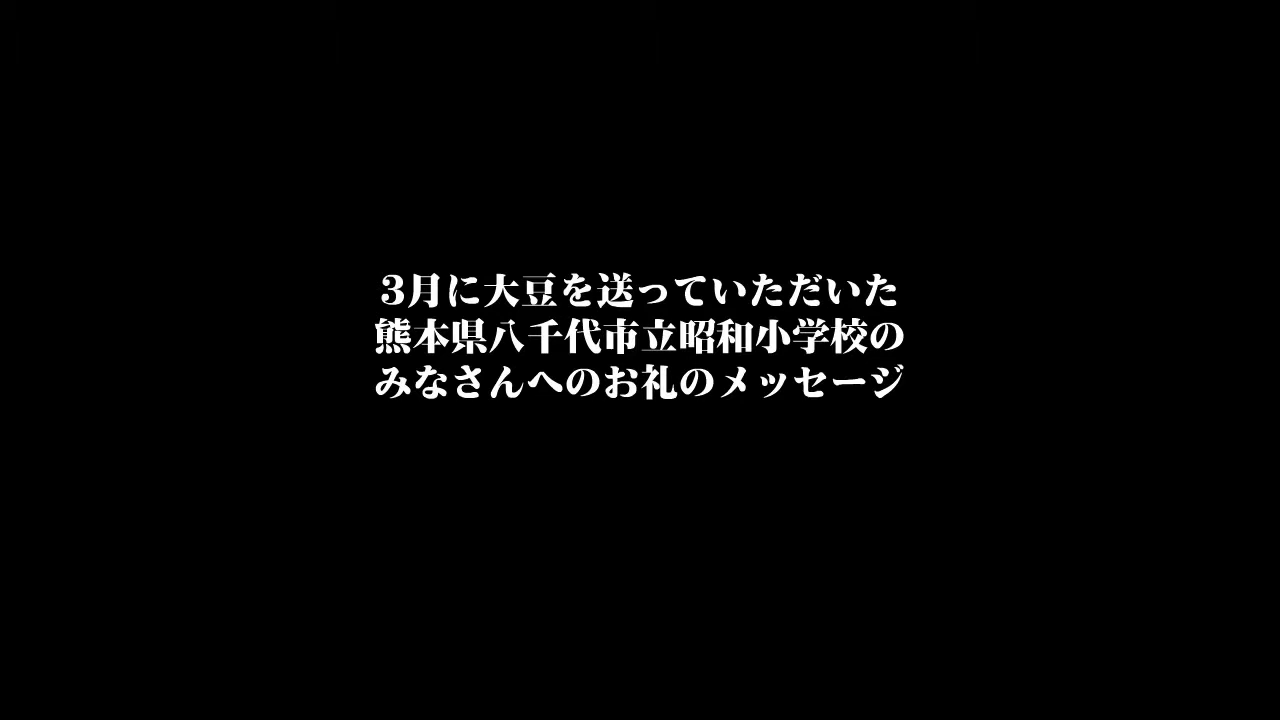 3月に大豆を送っていただいた
熊本県八千代市立昭和小学校の
みなさんへのお礼のメッセージ